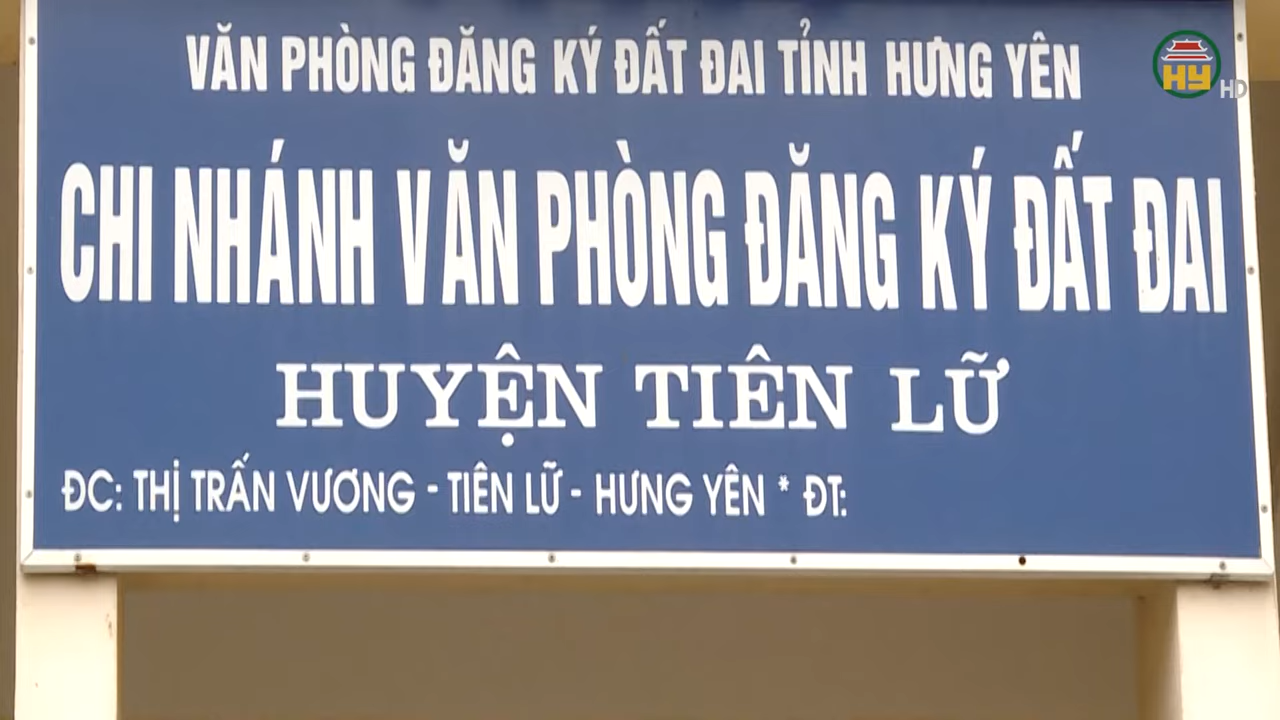 VĂN PHÒNG ĐĂNG KÝ ĐẤT ĐAI TỈNH HƯNG YÊN
HY HD
CHI NHÁNH VĂN PHÒNG ĐĂNG KÝ ĐẤT ĐAI
HUYỆN TIÊN LỮ
ĐC: THỊ TRẤN VƯƠNG - TIÊN LỮ - HƯNG YÊN * ĐT: